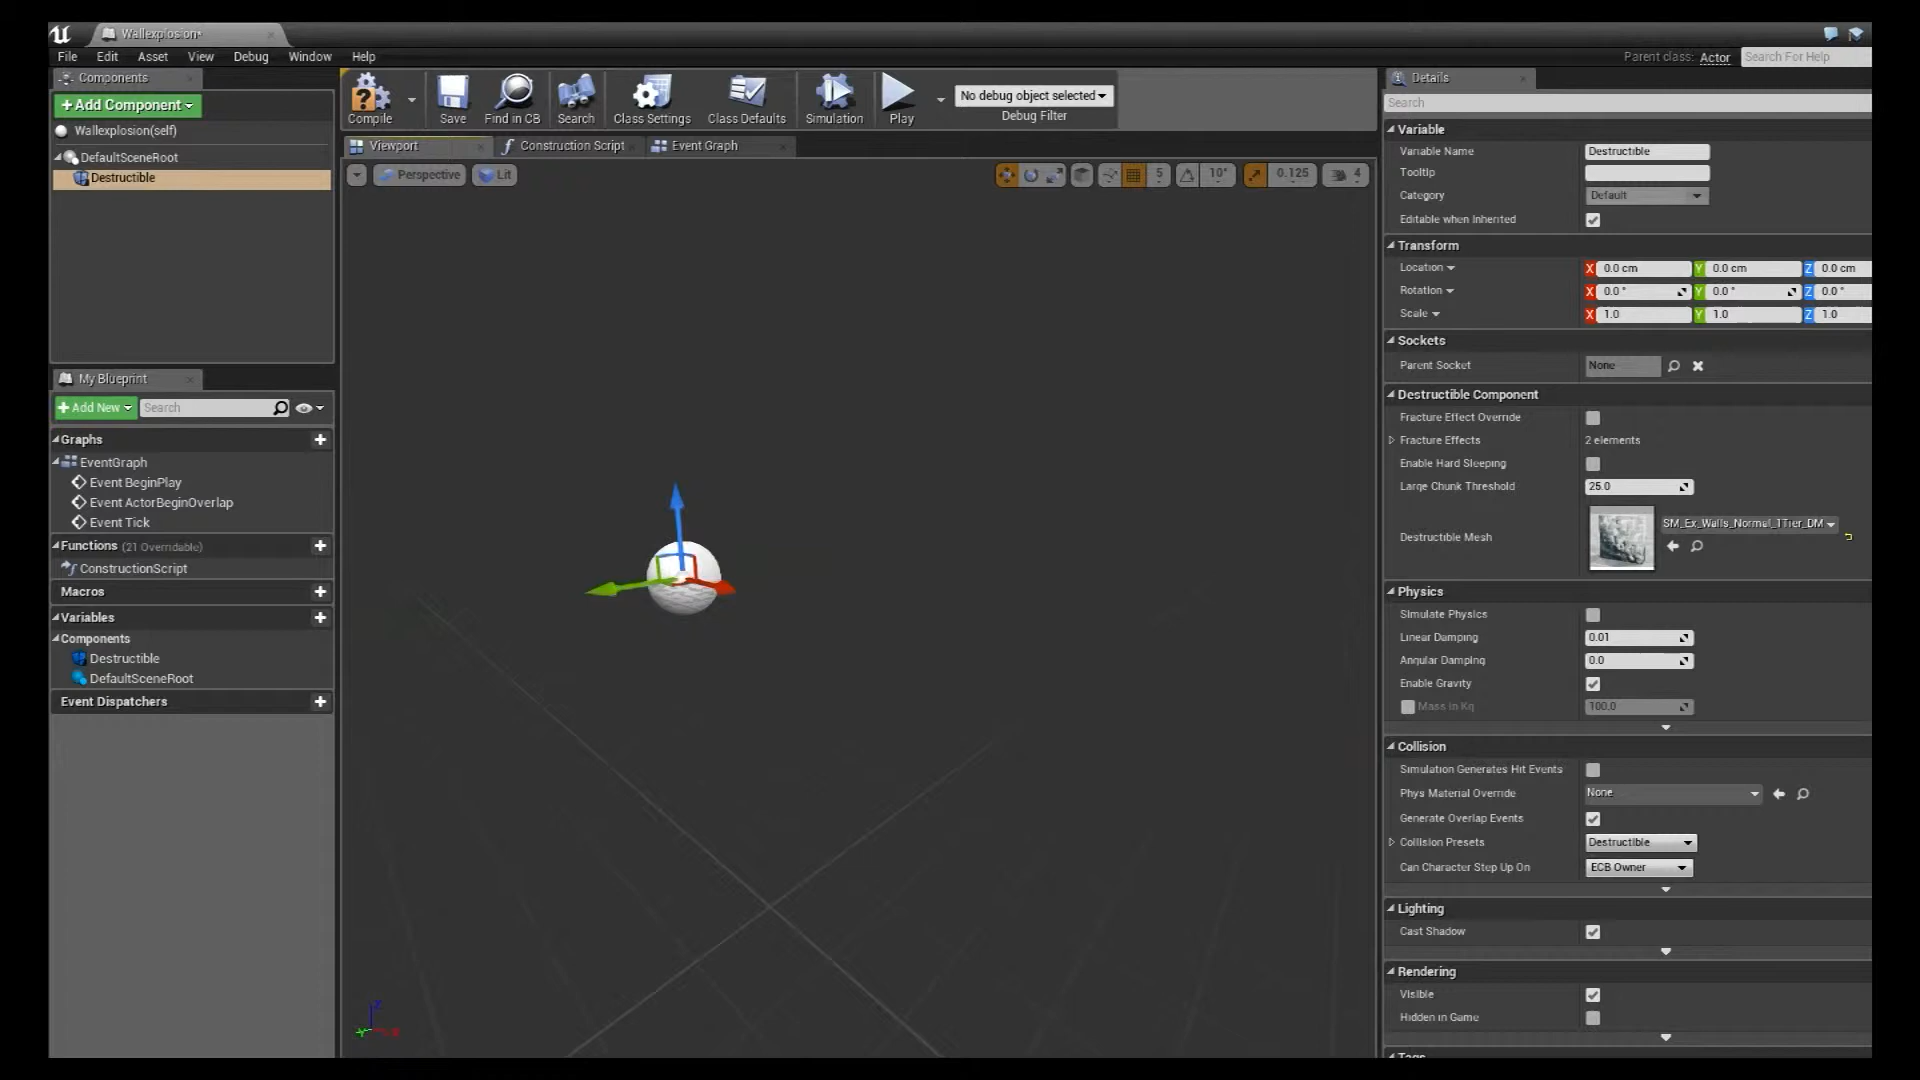 Wallexplosion*
File Edit Asset View Debug Window Help
Parent class: Actor Search For Help
Components
+Add Component
Wallexplosion(self)
DefaultSceneRoot
Destructible
Compile Save Find in CB Search Class Settings Class Defaults Simulation Play
No debug object selected
Debug Filter
Viewport Construction Script Event Graph
Perspective Lit
5 10° 0.125 4
My Blueprint
+Add New Search
Graphs
EventGraph
Event BeginPlay
Event ActorBeginOverlap
Event Tick
Functions (21 Overridable)
ConstructionScript
Macros
Variables
Components
Destructible
DefaultSceneRoot
Event Dispatchers
Details
Search
Variable
Variable Name Destructible
Tooltip
Category Default
Editable when Inherited
Transform
Location X 0.0 cm Y 0.0 cm Z 0.0 cm
Rotation X 0.0 ° Y 0.0 ° Z 0.0 °
Scale X 1.0 Y 1.0 Z 1.0
Sockets
Parent Socket None
Destructible Component
Fracture Effect Override
Fracture Effects 2 elements
Enable Hard Sleeping
Large Chunk Threshold 25.0
Destructible Mesh SM_Ex_Walls_Normal_1Tier_DM
Physics
Simulate Physics
Linear Damping 0.01
Angular Damping 0.0
Enable Gravity
Mass in Kg 100.0
Collision
Simulation Generates Hit Events
Phys Material Override None
Generate Overlap Events
Collision Presets Destructible
Can Character Step Up On ECB Owner
Lighting
Cast Shadow
Rendering
Visible
Hidden in Game
Tags